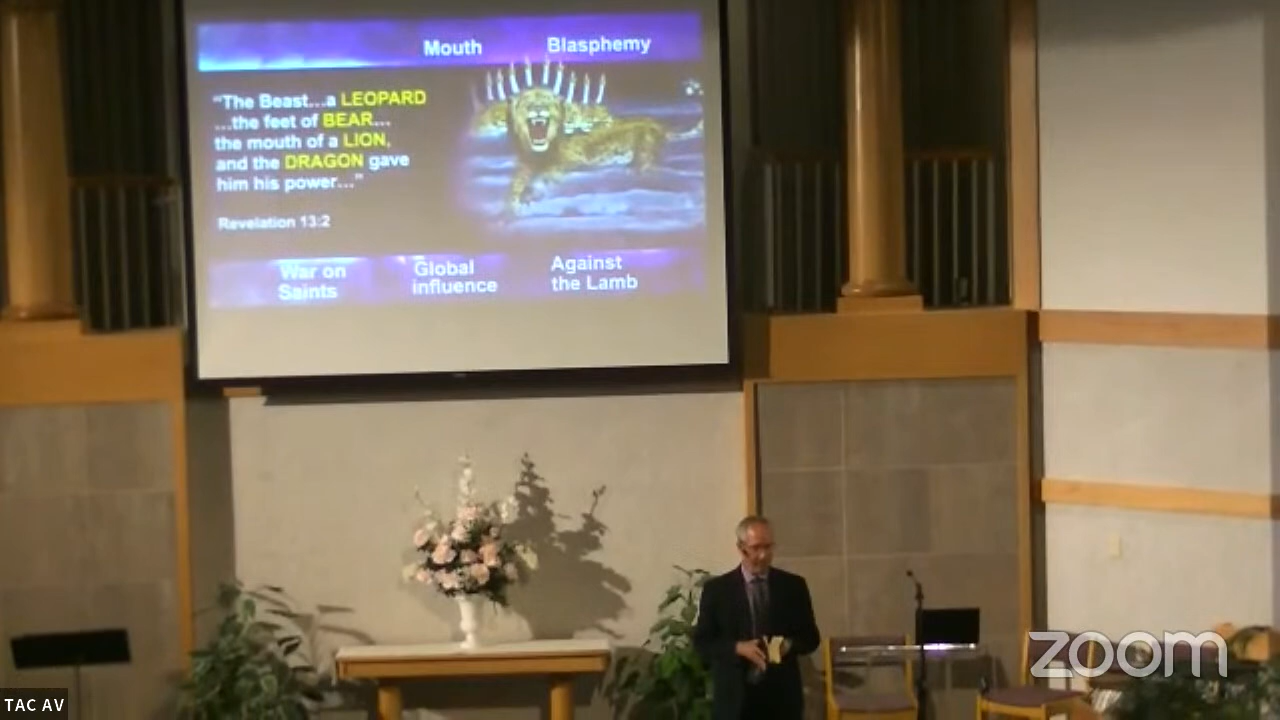 Mouth
Blasphemy
"The Beast...a LEOPARD
...the feet of BEAR...
the mouth of a LION,
and the DRAGON gave
him his power..."
Revelation 13:2
War on
Saints
Global
influence
Against
the Lamb
zoom
TAC AV